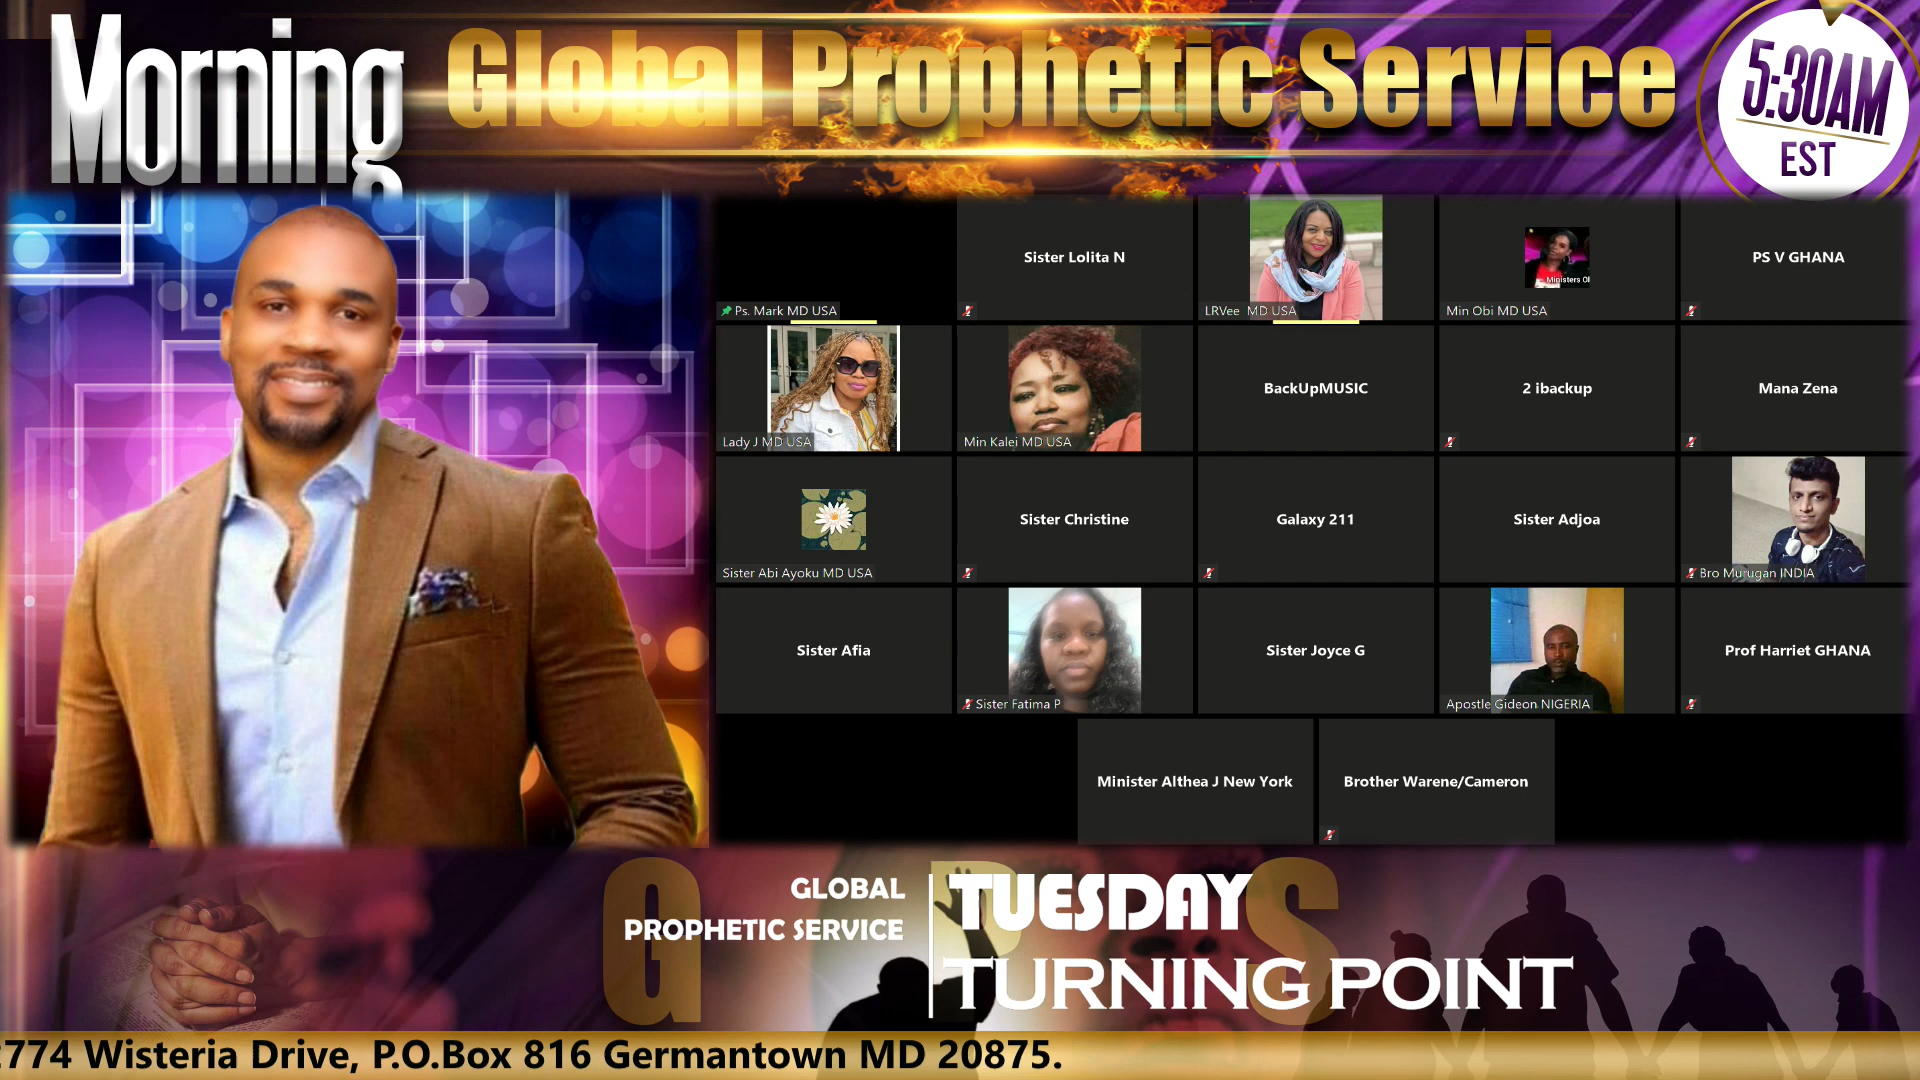 Morning
Global Prophetic Service
5:30AM
EST
Ps. Mark MD USA
Sister Lolita N
LRVee MD USA
Ministers Ol
Min Obi MD USA
PS V GHANA
Lady J MD USA
Min Kalei MD USA
BackUpMUSIC
2 ibackup
Mana Zena
Sister Abi Ayoku MD USA
Sister Christine
Galaxy 211
Sister Adjoa
Bro Murugan INDIA
Sister Afia
Sister Fatima P
Sister Joyce G
Apostle Gideon NIGERIA
Prof Harriet GHANA
Minister Althea J New York
Brother Warene/Cameron
GPS
GLOBAL
PROPHETIC SERVICE
TUESDAY
TURNING POINT
774 Wisteria Drive, P.O.Box 816 Germantown MD 20875.